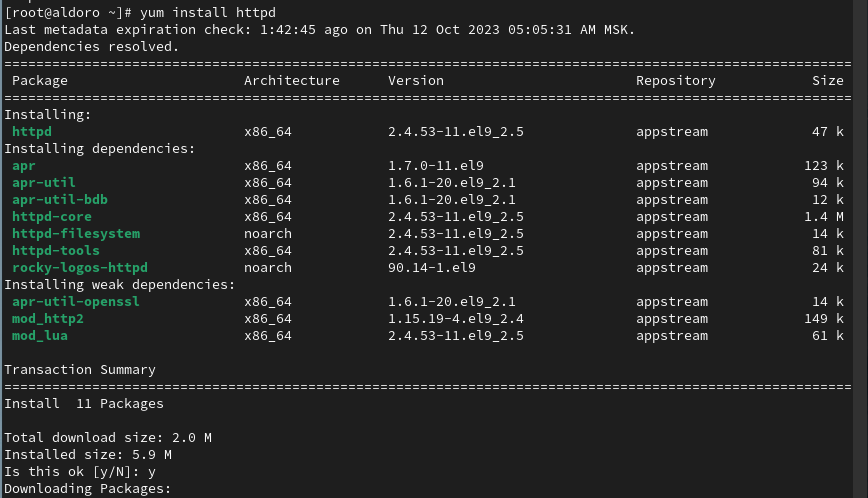 [root@aldoro ~]# yum install httpd
Last metadata expiration check: 1:42:45 ago on Thu 12 Oct 2023 05:05:31 AM MSK.
Dependencies resolved.
================================================================================
Package Architecture Version Repository Size
================================================================================
Installing:
httpd x86_64 2.4.53-11.el9_2.5 appstream 47 k
Installing dependencies:
apr x86_64 1.7.0-11.el9 appstream 123 k
apr-util x86_64 1.6.1-20.el9_2.1 appstream 94 k
apr-util-bdb x86_64 1.6.1-20.el9_2.1 appstream 12 k
httpd-core x86_64 2.4.53-11.el9_2.5 appstream 1.4 M
httpd-filesystem noarch 2.4.53-11.el9_2.5 appstream 14 k
httpd-tools x86_64 2.4.53-11.el9_2.5 appstream 81 k
rocky-logos-httpd noarch 90.14-1.el9 appstream 24 k
Installing weak dependencies:
apr-util-openssl x86_64 1.6.1-20.el9_2.1 appstream 14 k
mod_http2 x86_64 1.15.19-4.el9_2.4 appstream 149 k
mod_lua x86_64 2.4.53-11.el9_2.5 appstream 61 k
Transaction Summary
================================================================================
Install 11 Packages
Total download size: 2.0 M
Installed size: 5.9 M
Is this ok [y/N]: y
Downloading Packages: